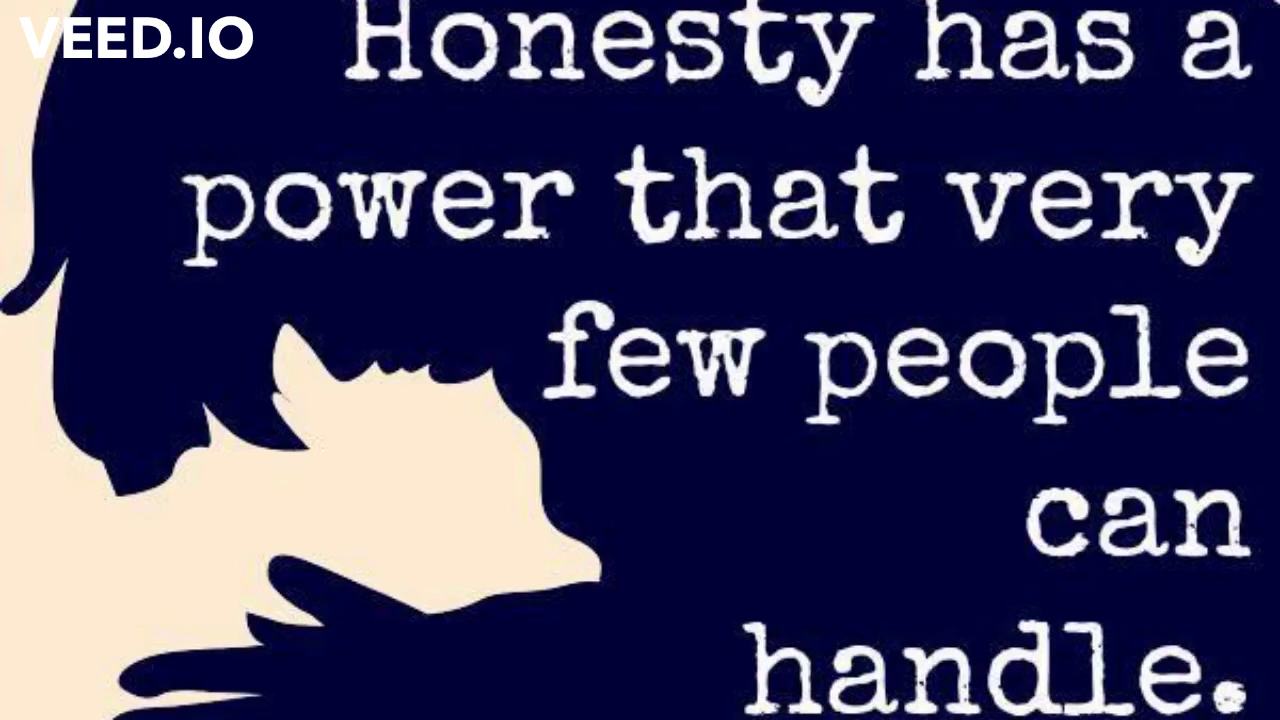 VEED.IO
Honesty has a
power that very
few people
can
handle.